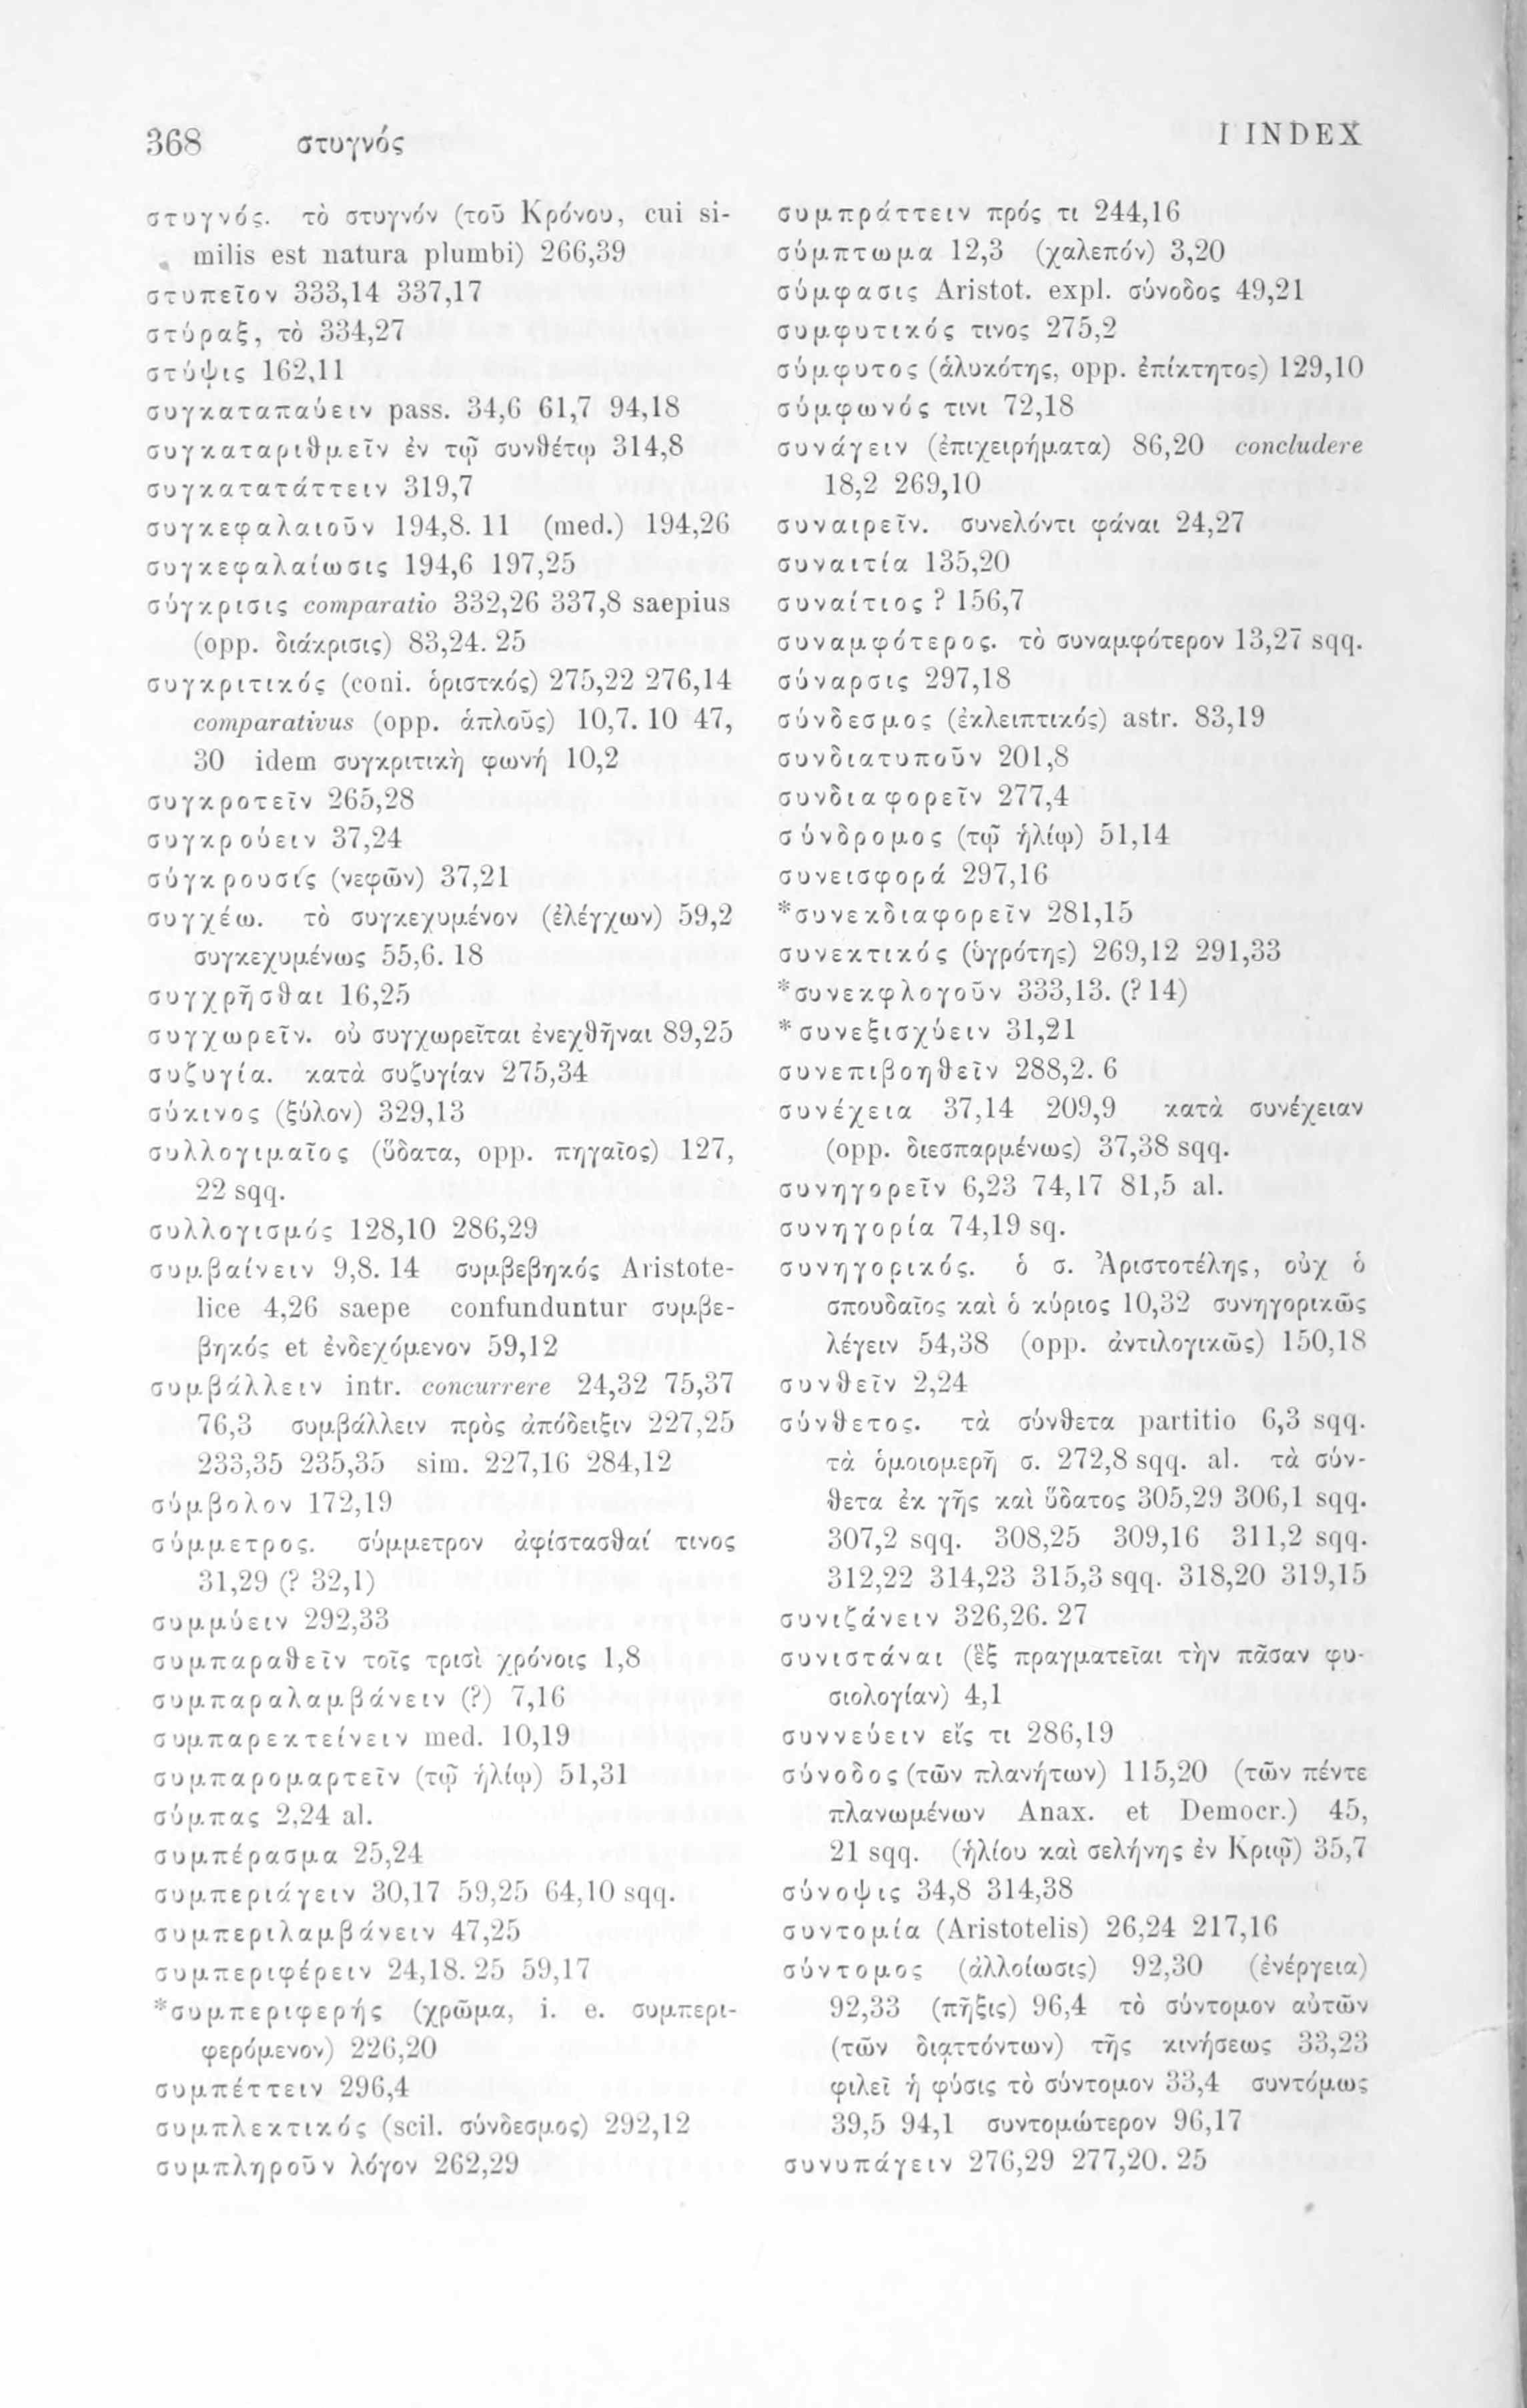 368 στυγνός I INDEX
στυγνός. τὸ στυγνόν (τοῦ Κρόνου, cui si-
milis est natura plumbi) 266,39
στυπεῖον 333,14 337,17
στύραξ, τὸ 334,27
στύψις 162,11
συγκαταπαύειν pass. 34,6 61,7 94,18
συγκαταριθμεῖν ἐν τῷ συνθέτῳ 314,8
συγκατατάττειν 319,7
συγκεφαλαιοῦν 194,8. 11 (med.) 194,26
συγκεφαλαίωσις 194,6 197,25
σύγκρισις comparatio 332,26 337,8 saepius
(opp. διάκρισις) 83,24. 25
συγκριτικός (coni. ὁριστκός) 275,22 276,14
comparativus (opp. ἁπλοῦς) 10,7. 10 47,
30 idem συγκριτικὴ φωνή 10,2
συγκροτεῖν 265,28
συγκρούειν 37,24
σύγκρουσις (νεφῶν) 37,21
συγχέω. τὸ συγκεχυμένον (ἐλέγχων) 59,2
συγκεχυμένως 55,6. 18
συγχρῆσθαι 16,25
συγχωρεῖν. οὐ συγχωρεῖται ἐνεχθῆναι 89,25
συζυγία. κατὰ συζυγίαν 275,34
σύκινος (ξύλον) 329,13
συλλογιμαῖος (ὕδατα, opp. πηγαῖος) 127,
22 sqq.
συλλογισμός 128,10 286,29
συμβαίνειν 9,8. 14 συμβεβηκός Aristote-
lice 4,26 saepe confunduntur συμβε-
βηκός et ἐνδεχόμενον 59,12
συμβάλλειν intr. concurrere 24,32 75,37
76,3 συμβάλλειν πρὸς ἀπόδειξιν 227,25
233,35 235,35 sim. 227,16 284,12
σύμβολον 172,19
σύμμετρος. σύμμετρον ἀφίστασθαί τινος
31,29 (? 32,1)
συμμύειν 292,33
συμπαραθεῖν τοῖς τρισὶ χρόνοις 1,8
συμπαραλαμβάνειν (?) 7,16
συμπαρεκτείνειν med. 10,19
συμπαρομαρτεῖν (τῷ ἡλίῳ) 51,31
σύμπας 2,24 al.
συμπέρασμα 25,24
συμπεριάγειν 30,17 59,25 64,10 sqq.
συμπεριλαμβάνειν 47,25
συμπεριφέρειν 24,18. 25 59,17
*συμπεριφερής (χρῶμα, i. e. συμπερι-
φερόμενον) 226,20
συμπέττειν 296,4
συμπλεκτικός (scil. σύνδεσμος) 292,12
συμπληροῦν λόγον 262,29
συμπράττειν πρός τι 244,16
σύμπτωμα 12,3 (χαλεπόν) 3,20
σύμφασις Aristot. expl. σύνοδος 49,21
συμφυτικός τινος 275,2
σύμφυτος (ἁλυκότης, opp. ἐπίκτητος) 129,10
σύμφωνός τινι 72,18
συνάγειν (ἐπιχειρήματα) 86,20 concludere
18,2 269,10
συναιρεῖν. συνελόντι φάναι 24,27
συναιτία 135,20
συναίτιος ? 156,7
συναμφότερος. τὸ συναμφότερον 13,27 sqq.
σύναρσις 297,18
σύνδεσμος (ἐκλειπτικός) astr. 83,19
συνδιατυποῦν 201,8
συνδιαφορεῖν 277,4
σύνδρομος (τῷ ἡλίῳ) 51,14
συνεισφορά 297,16
*συνεκδιαφορεῖν 281,15
συνεκτικός (ὑγρότης) 269,12 291,33
*συνεκφλογοῦν 333,13. (? 14)
*συνεξισχύειν 31,21
συνεπιβοηθεῖν 288,2. 6
συνέχεια 37,14 209,9 κατὰ συνέχειαν
(opp. διεσπαρμένως) 37,38 sqq.
συνηγορεῖν 6,23 74,17 81,5 al.
συνηγορία 74,19 sq.
συνηγορικός. ὁ σ. Ἀριστοτέλης, οὐχ ὁ
σπουδαῖος καὶ ὁ κύριος 10,32 συνηγορικῶς
λέγειν 54,38 (opp. ἀντιλογικῶς) 150,18
συνθεῖν 2,24
σύνθετος. τὰ σύνθετα partitio 6,3 sqq.
τὰ ὁμοιομερῆ σ. 272,8 sqq. al. τὰ σύν-
θετα ἐκ γῆς καὶ ὕδατος 305,29 306,1 sqq.
307,2 sqq. 308,25 309,16 311,2 sqq.
312,22 314,23 315,3 sqq. 318,20 319,15
συνιζάνειν 326,26. 27
συνιστάναι (ἓξ πραγματεῖαι τὴν πᾶσαν φυ-
σιολογίαν) 4,1
συννεύειν εἴς τι 286,19
σύνοδος (τῶν πλανήτων) 115,20 (τῶν πέντε
πλανωμένων Anax. et Democr.) 45,
21 sqq. (ἡλίου καὶ σελήνης ἐν Κριῷ) 35,7
σύνοψις 34,8 314,38
συντομία (Aristotelis) 26,24 217,16
σύντομος (ἀλλοίωσις) 92,30 (ἐνέργεια)
92,33 (πῆξις) 96,4 τὸ σύντομον αὐτῶν
(τῶν διᾳττόντων) τῆς κινήσεως 33,23
φιλεῖ ἡ φύσις τὸ σύντομον 33,4 συντόμως
39,5 94,1 συντομώτερον 96,17
συνυπάγειν 276,29 277,20. 25